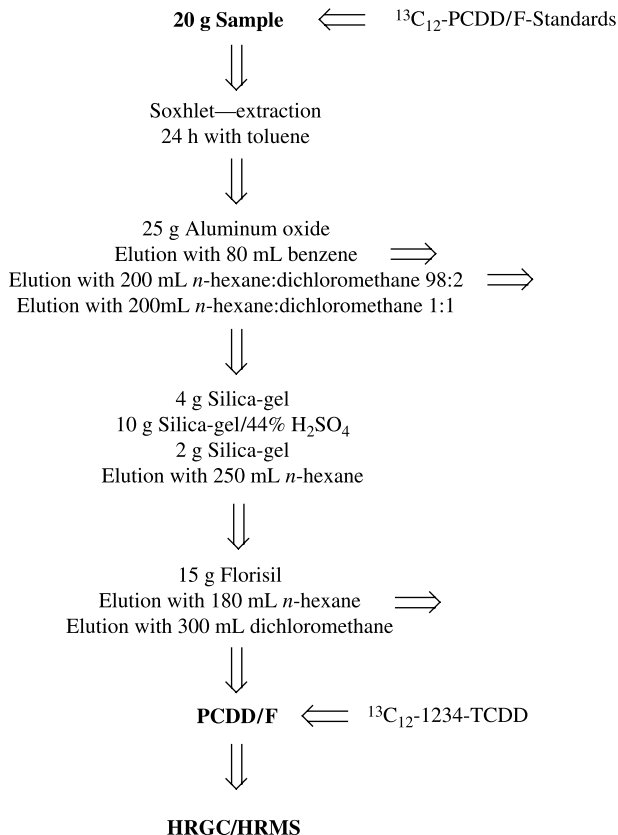 20 g Sample
¹³C₁₂-PCDD/F-Standards
Soxhlet—extraction
24 h with toluene
25 g Aluminum oxide
Elution with 80 mL benzene
Elution with 200 mL n-hexane:dichloromethane 98:2
Elution with 200mL n-hexane:dichloromethane 1:1
4 g Silica-gel
10 g Silica-gel/44% H₂SO₄
2 g Silica-gel
Elution with 250 mL n-hexane
15 g Florisil
Elution with 180 mL n-hexane
Elution with 300 mL dichloromethane
PCDD/F
¹³C₁₂-1234-TCDD
HRGC/HRMS